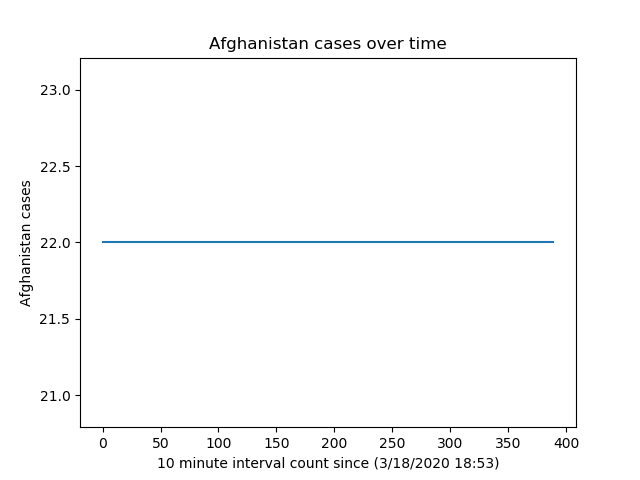 Afghanistan cases over time
23.0
22.5
22.0
21.5
21.0
Afghanistan cases
0 50 100 150 200 250 300 350 400
10 minute interval count since (3/18/2020 18:53)